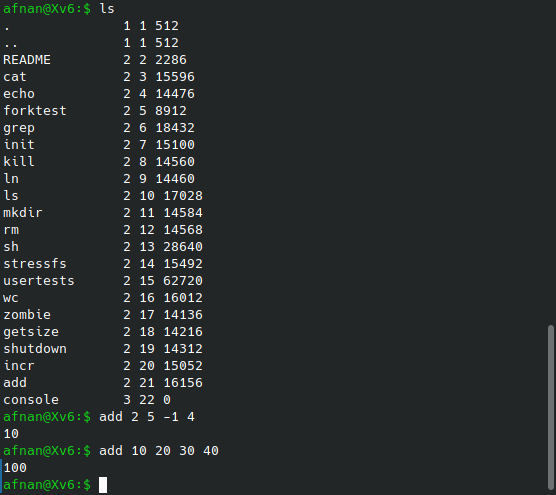 afnan@Xv6:$ ls
. 1 1 512
.. 1 1 512
README 2 2 2286
cat 2 3 15596
echo 2 4 14476
forktest 2 5 8912
grep 2 6 18432
init 2 7 15100
kill 2 8 14560
ln 2 9 14460
ls 2 10 17028
mkdir 2 11 14584
rm 2 12 14568
sh 2 13 28640
stressfs 2 14 15492
usertests 2 15 62720
wc 2 16 16012
zombie 2 17 14136
getsize 2 18 14216
shutdown 2 19 14312
incr 2 20 15052
add 2 21 16156
console 3 22 0
afnan@Xv6:$ add 2 5 -1 4
10
afnan@Xv6:$ add 10 20 30 40
100
afnan@Xv6:$